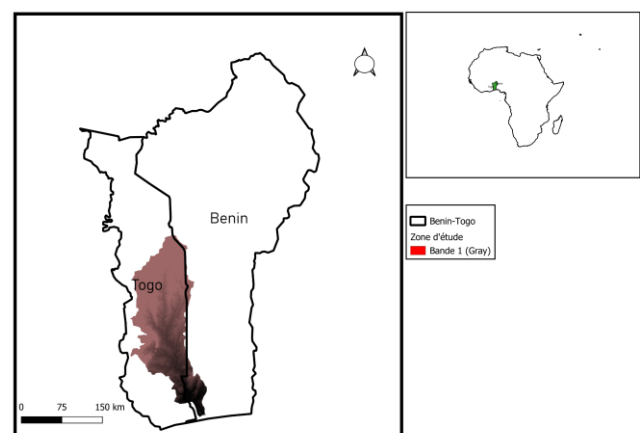 Benin
Togo
0 75 150 km
Benin-Togo
Zone d'étude
Bande 1 (Gray)